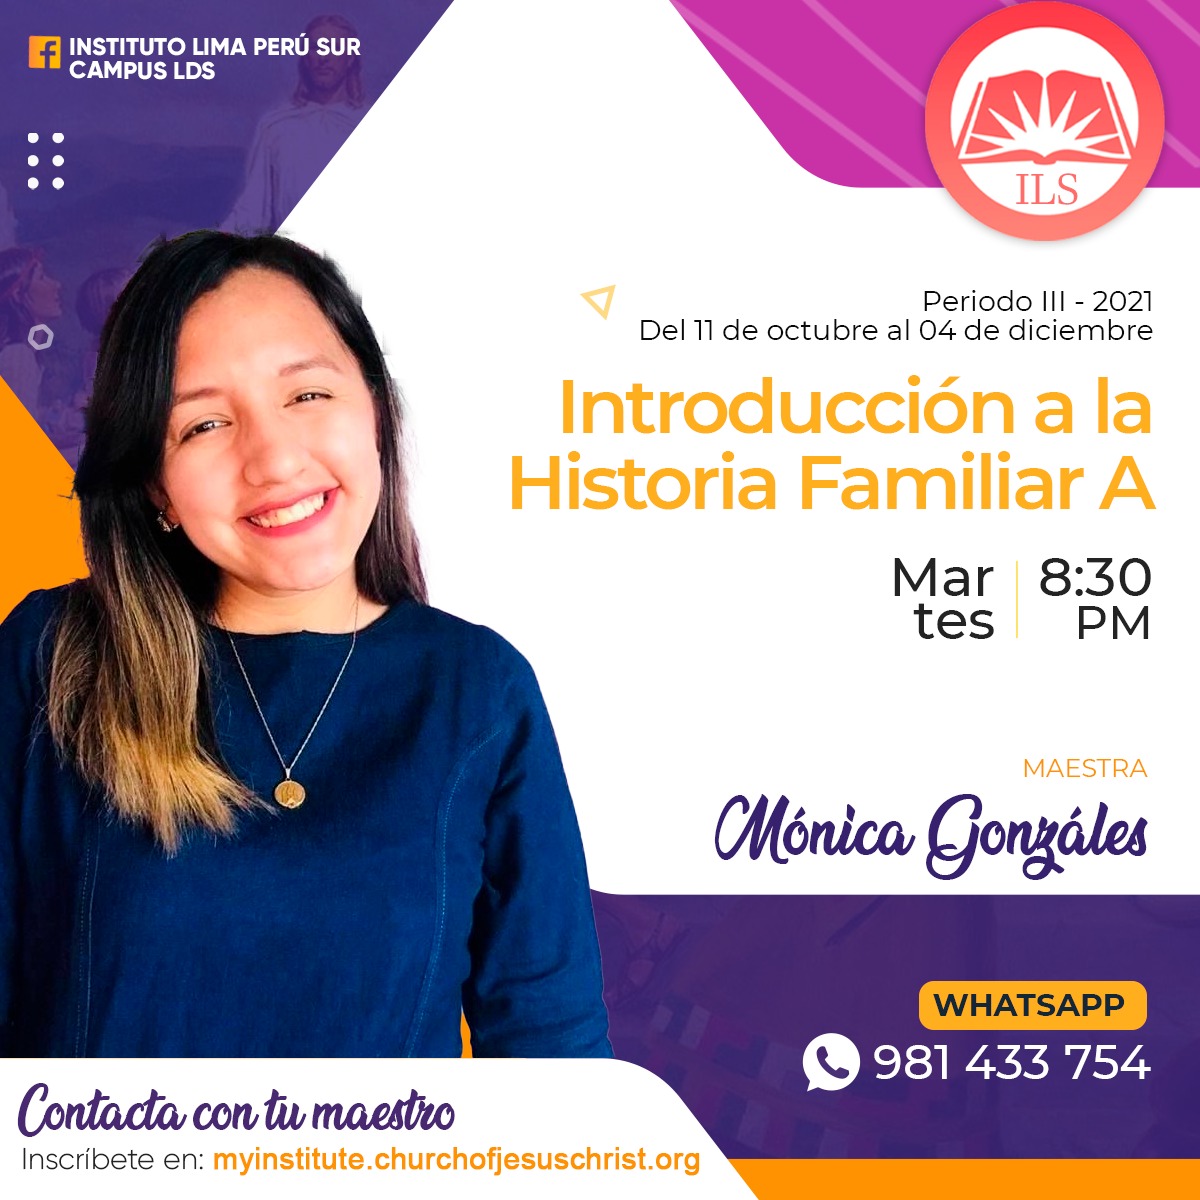 INSTITUTO LIMA PERÚ SUR
CAMPUS LDS
ILS
Periodo III - 2021
Del 11 de octubre al 04 de diciembre
Introducción a la
Historia Familiar A
Mar
tes
8:30
PM
MAESTRA
Mónica Gonzáles
WHATSAPP
981 433 754
Contacta con tu maestro
Inscríbete en: myinstitute.churchofjesuschrist.org